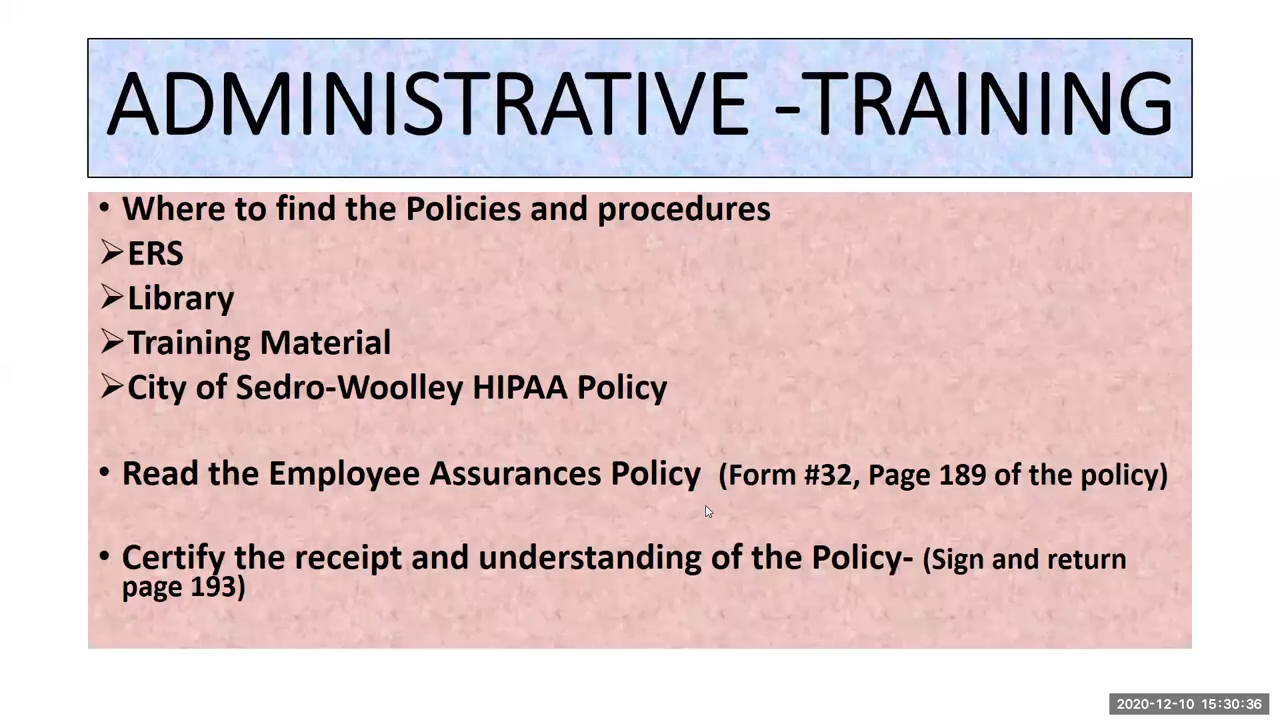 ADMINISTRATIVE -TRAINING
• Where to find the Policies and procedures
➢ERS
➢Library
➢Training Material
➢City of Sedro-Woolley HIPAA Policy
• Read the Employee Assurances Policy (Form #32, Page 189 of the policy)
• Certify the receipt and understanding of the Policy- (Sign and return
page 193)
2020-12-10 15:30:36